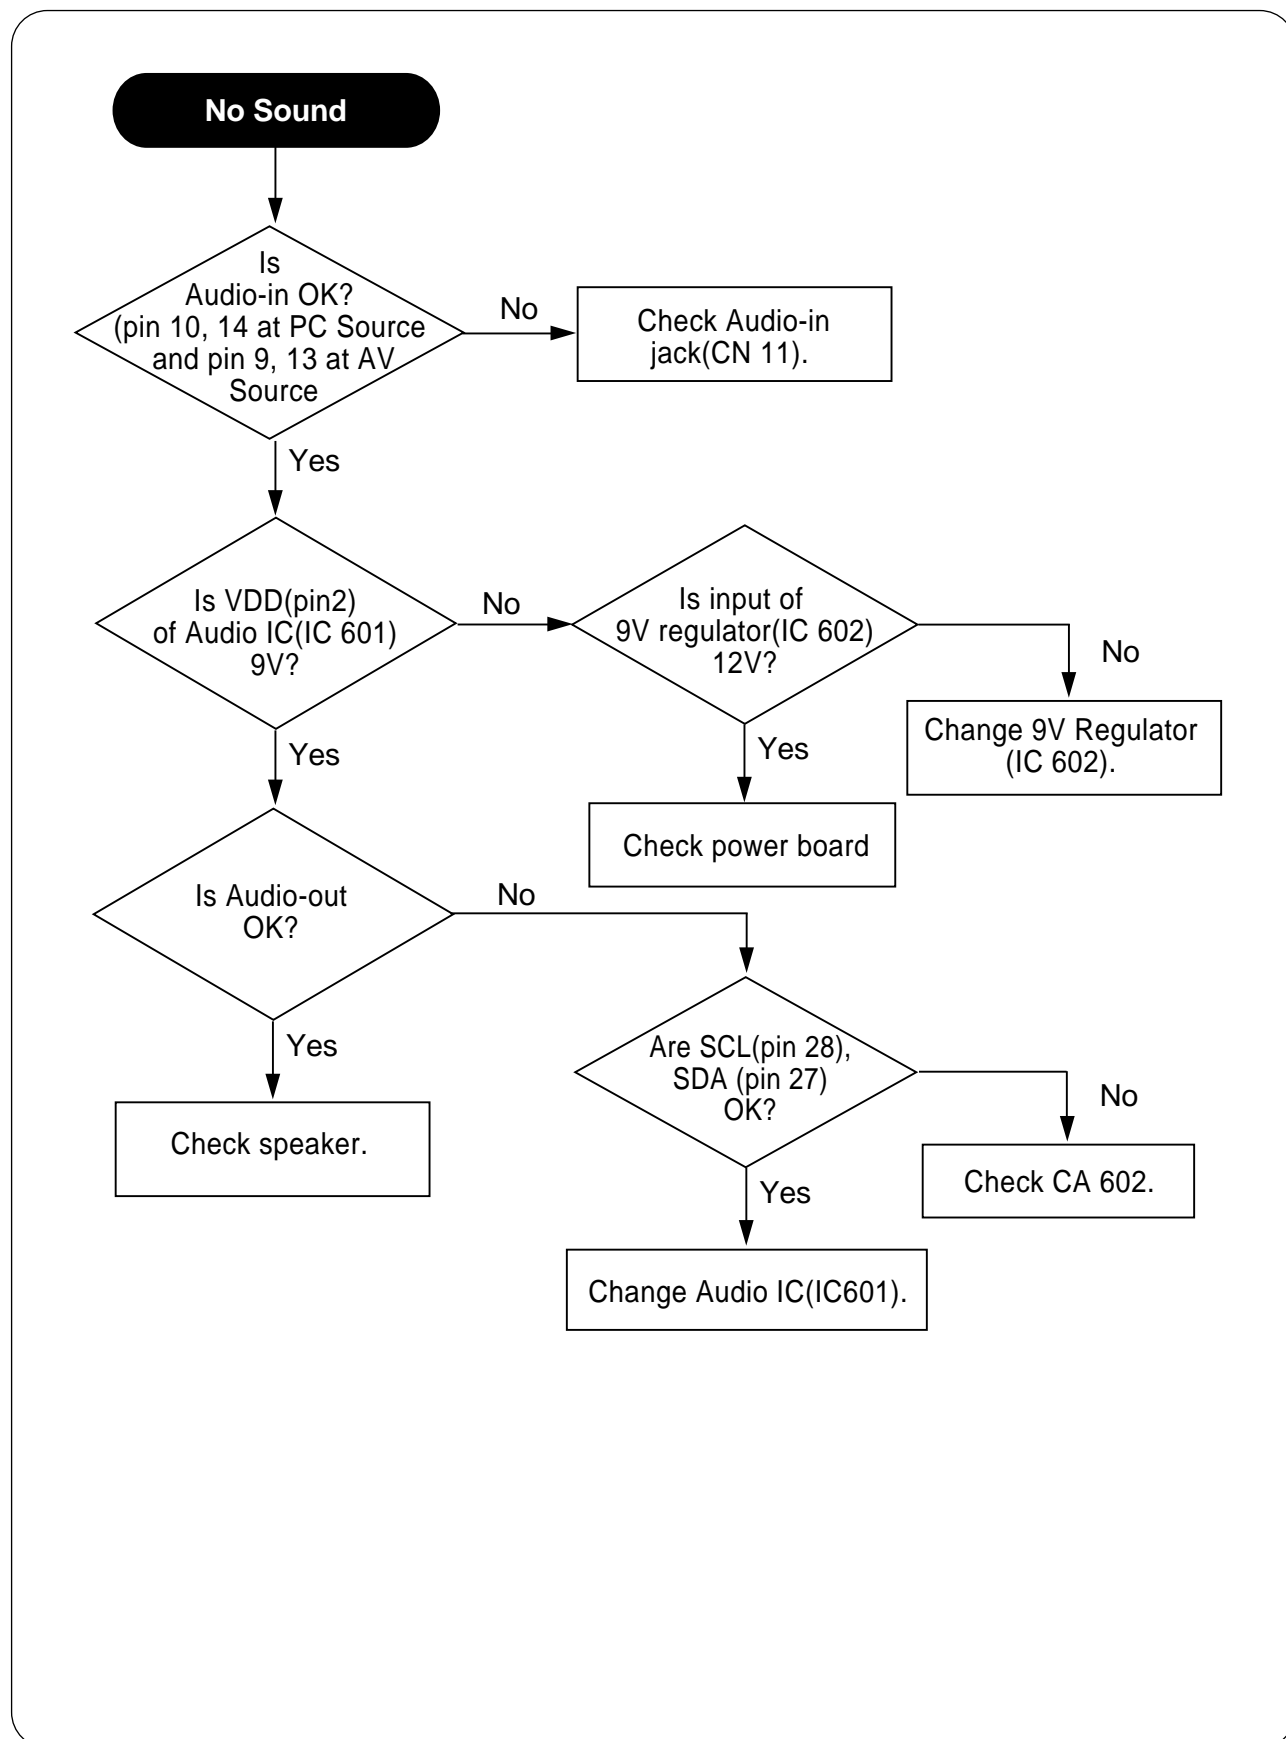 No Sound
Is
Audio-in OK?
(pin 10, 14 at PC Source
and pin 9, 13 at AV
Source
No
Check Audio-in
jack(CN 11).
Yes
Is VDD(pin2)
of Audio IC(IC 601)
9V?
No
Is input of
9V regulator(IC 602)
12V?
No
Change 9V Regulator
(IC 602).
Yes
Check power board
Yes
Is Audio-out
OK?
No
Are SCL(pin 28),
SDA (pin 27)
OK?
No
Check CA 602.
Yes
Change Audio IC(IC601).
Yes
Check speaker.